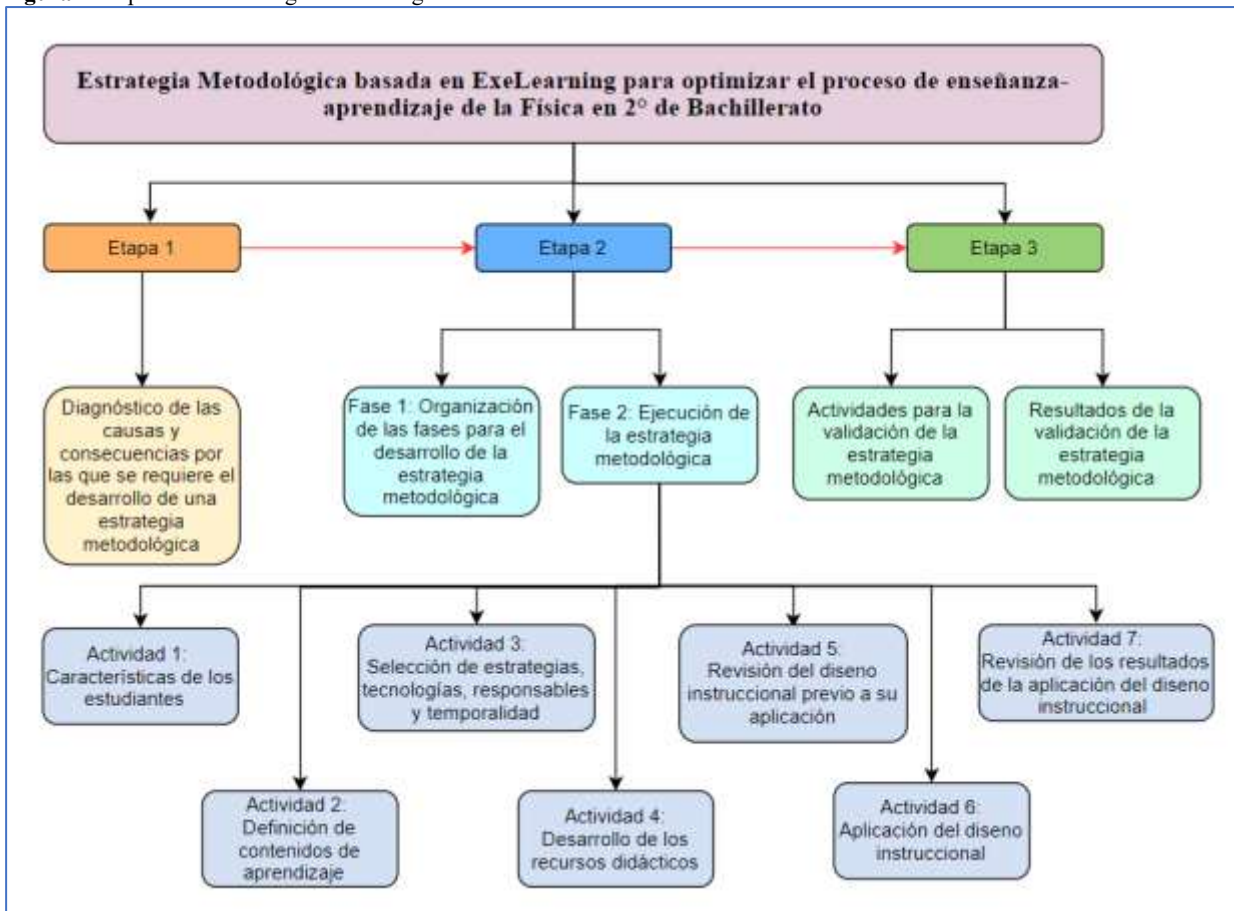 Estrategia Metodológica basada en ExeLearning para optimizar el proceso de enseñanza-
aprendizaje de la Física en 2° de Bachillerato
Etapa 1
Etapa 2
Etapa 3
Diagnóstico de las
causas y
consecuencias por
las que se requiere el
desarrollo de una
estrategia
metodológica
Fase 1: Organización
de las fases para el
desarrollo de la
estrategia
metodológica
Fase 2: Ejecución de
la estrategia
metodológica
Actividades para la
validación de la
estrategia
metodológica
Resultados de la
validación de la
estrategia
metodológica
Actividad 1:
Características de los
estudiantes
Actividad 3:
Selección de estrategias,
tecnologías, responsables
y temporalidad
Actividad 5:
Revisión del diseno
instruccional previo a su
aplicación
Actividad 7:
Revisión de los resultados
de la aplicación del diseno
instruccional
Actividad 2:
Definición de
contenidos de
aprendizaje
Actividad 4:
Desarrollo de los
recursos didácticos
Actividad 6:
Aplicación del diseno
instruccional